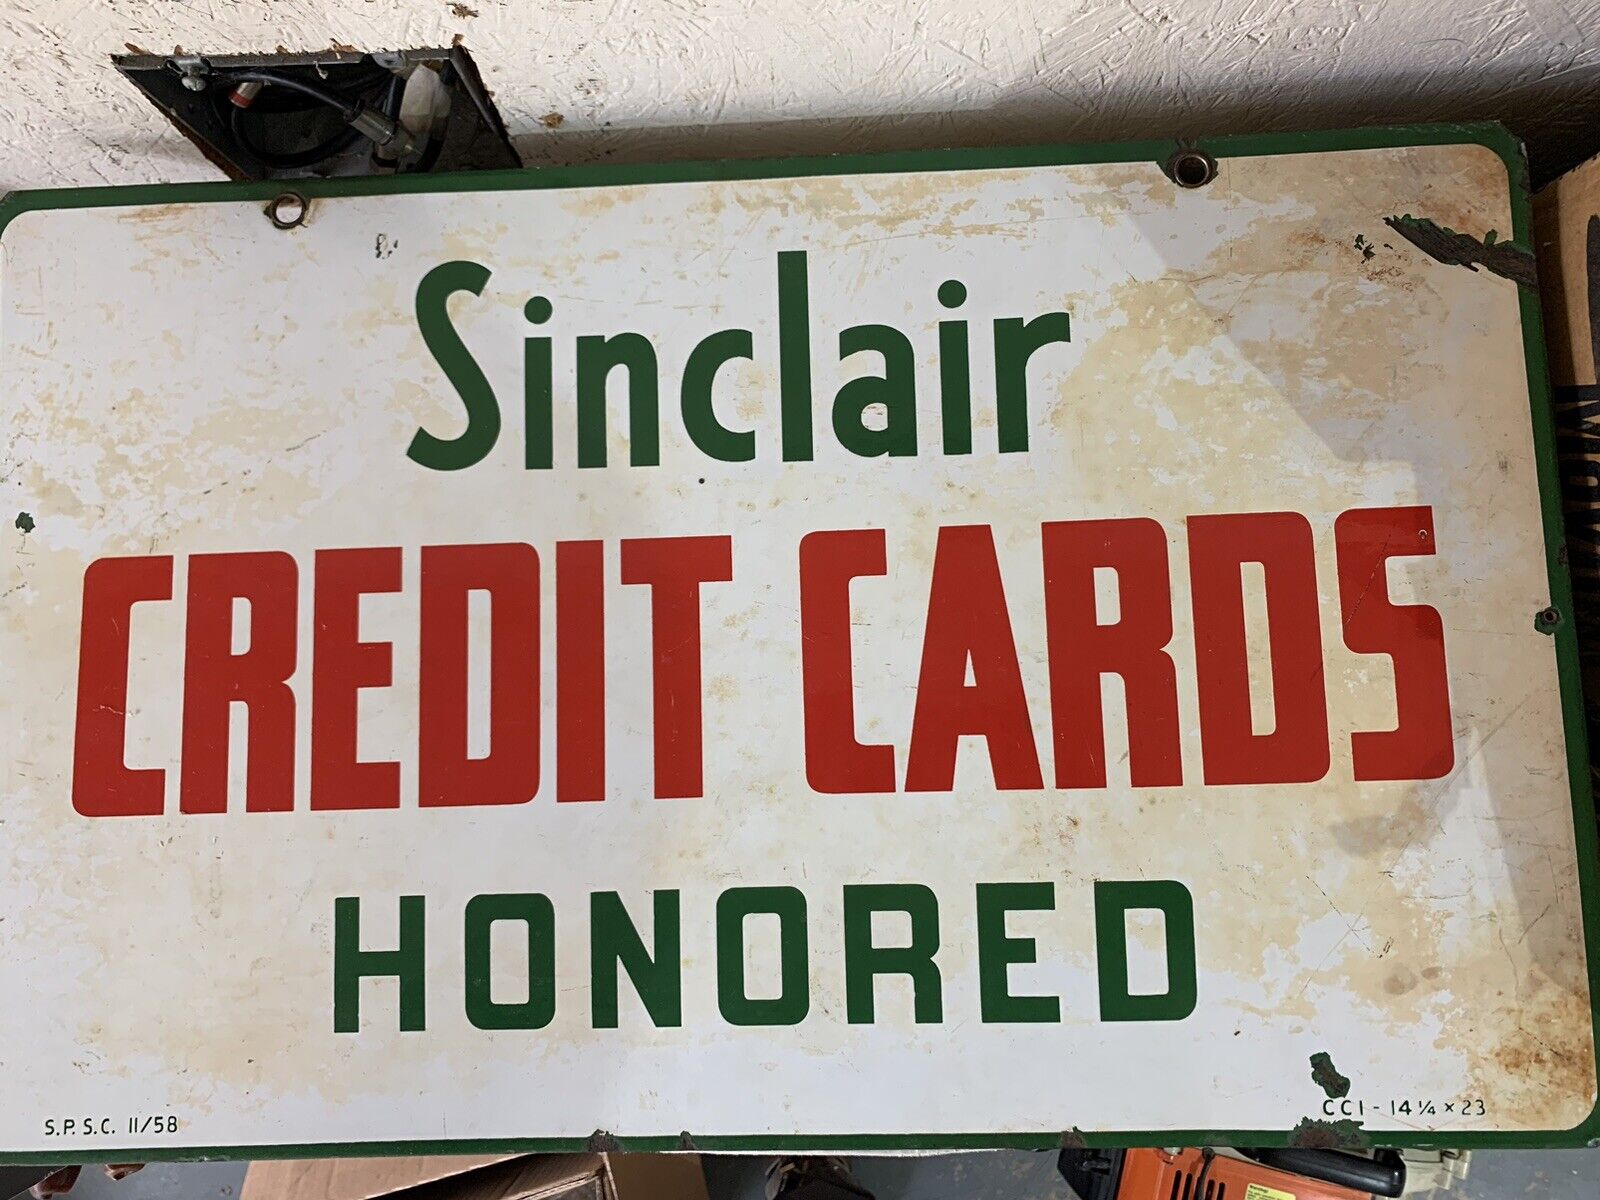 Sinclair
CREDIT CARDS
HONORED
S.P.S.C. 11/58
CC1 - 14 1/4 x 23